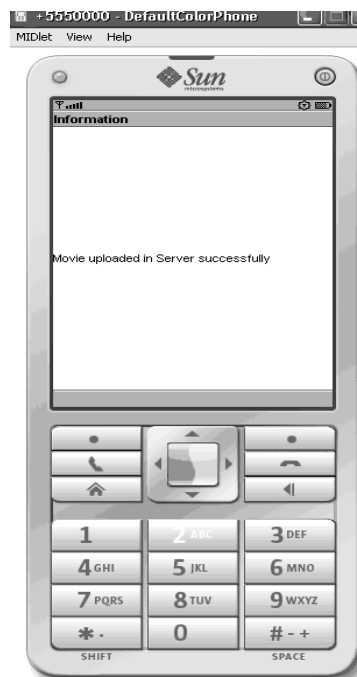 +5550000 - DefaultColorPhone
MIDlet View Help
Sun
microsystems
Information
Movie uploaded in Server successfully
1
2 ABC
3 DEF
4 GHI
5 JKL
6 MNO
7 PQRS
8 TUV
9 WXYZ
* .
0
# - +
SHIFT
SPACE